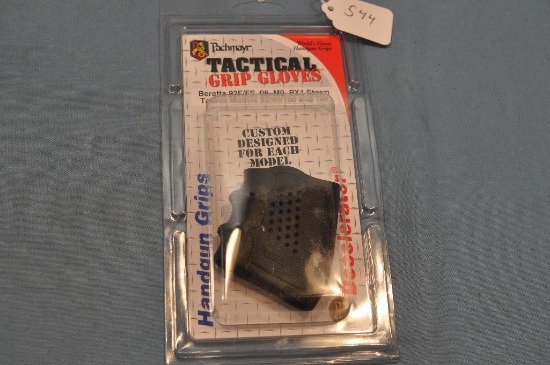 544
Pachmayr
World's Finest
Handgun Grips
TACTICAL
GRIP GLOVES
Beretta 92F/FS, 96, M9, PX4 Storm
CUSTOM
DESIGNED
FOR EACH
MODEL
Handgun Grips
Decelerator®